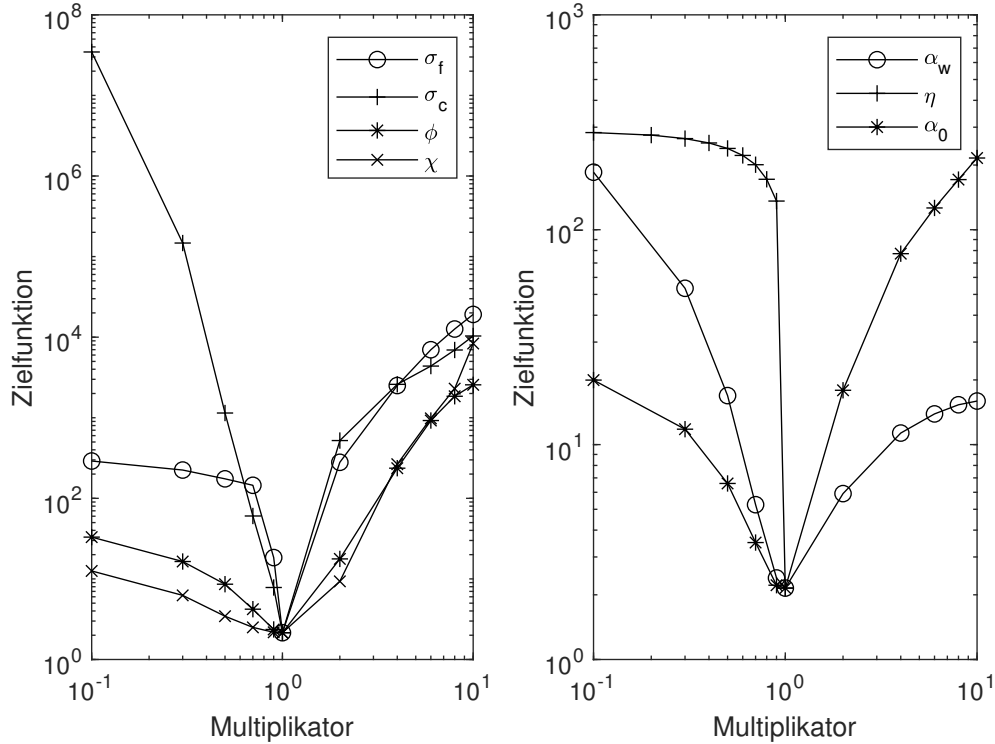 10^8
10^6
10^4
10^2
10^0
10^-1
10^0
10^1
Zielfunktion
Multiplikator
σ_f
σ_c
ϕ
χ
10^3
10^2
10^1
10^0
10^-1
10^0
10^1
Zielfunktion
Multiplikator
α_w
η
α_0